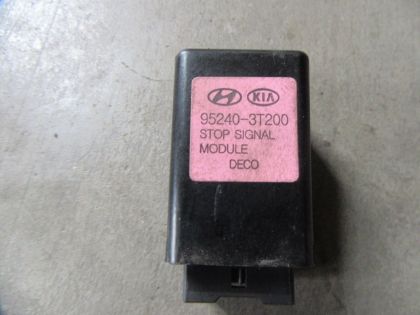 KIA
95240-3T200
STOP SIGNAL
MODULE
DECO